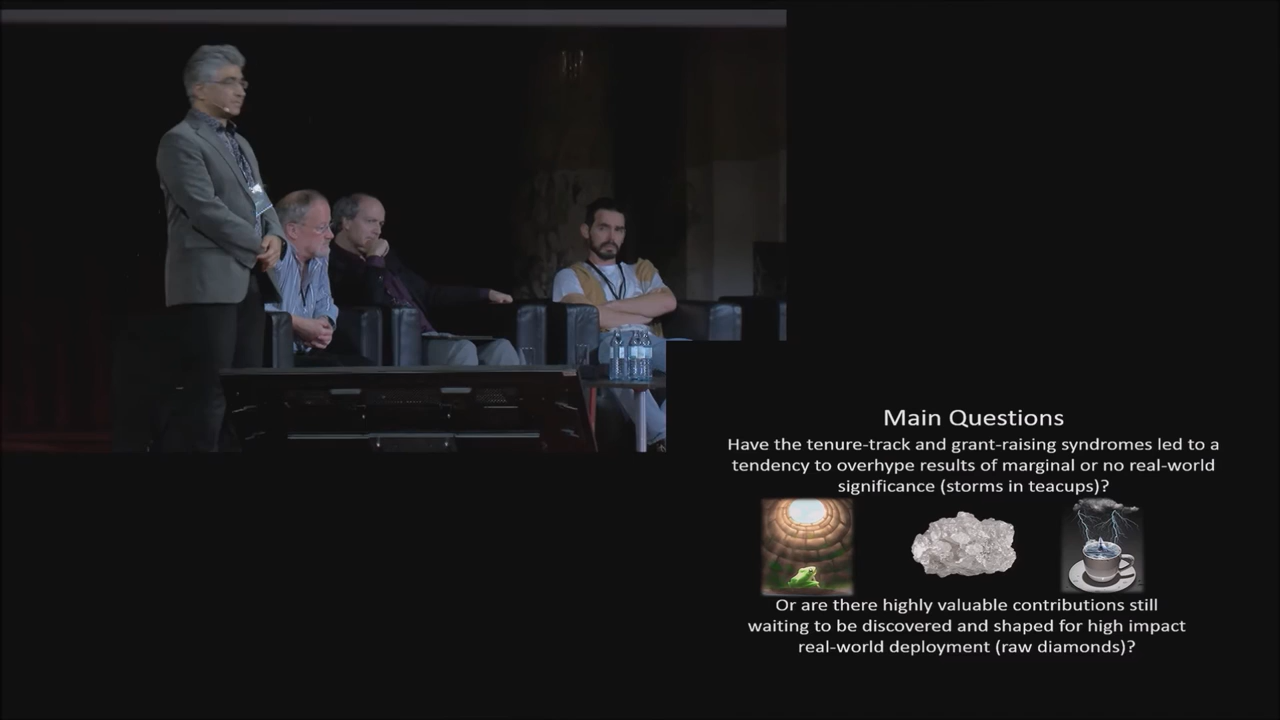 Main Questions
Have the tenure-track and grant-raising syndromes led to a
tendency to overhype results of marginal or no real-world
significance (storms in teacups)?
Or are there highly valuable contributions still
waiting to be discovered and shaped for high impact
real-world deployment (raw diamonds)?